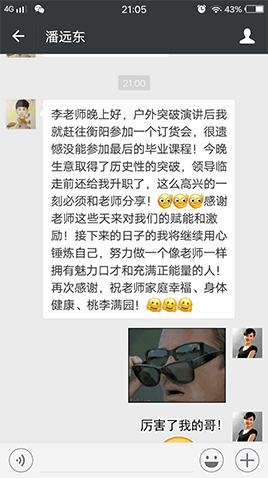 4G 21:05 43%
潘远东
21:00
李老师晚上好，户外突破演讲后我
就赶往衡阳参加一个订货会，很遗
憾没能参加最后的毕业课程！今晚
生意取得了历史性的突破，领导临
走前还给我升职了，这么高兴的一
刻必须和老师分享！感谢
老师这些天来对我们的赋能和激
励！接下来的日子的我将继续用心
锤炼自己，努力做一个像老师一样
拥有魅力口才和充满正能量的人！
再次感谢，祝老师家庭幸福、身体
健康、桃李满园！
厉害了我的哥！